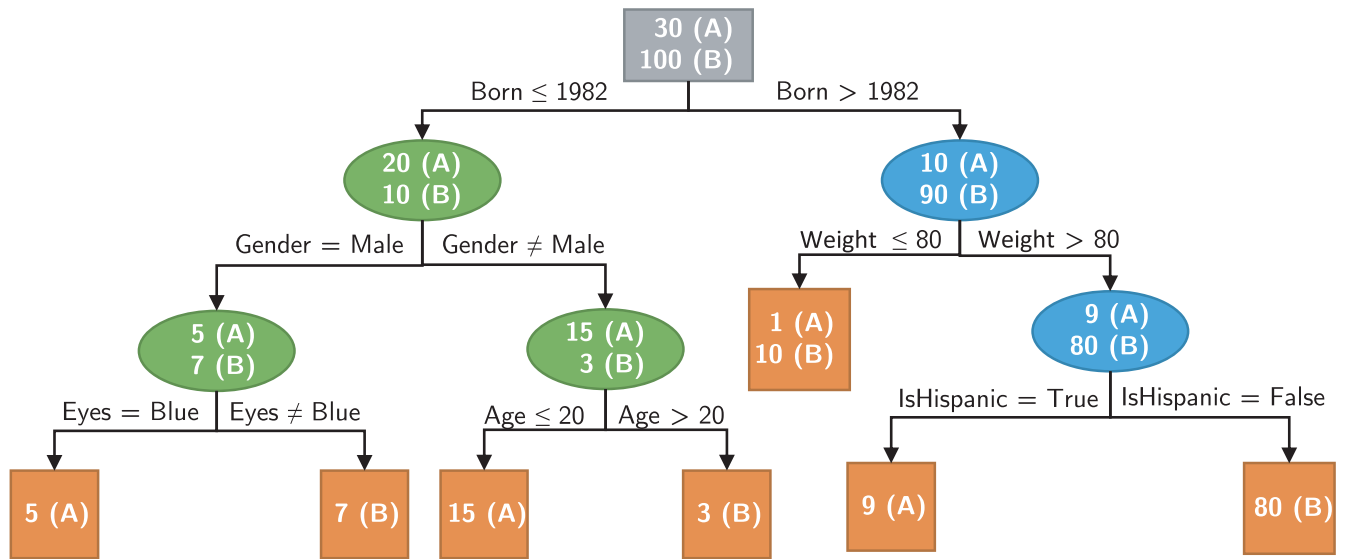 30 (A)
100 (B)
Born ≤ 1982
Born > 1982
20 (A)
10 (B)
10 (A)
90 (B)
Gender = Male
Gender ≠ Male
Weight ≤ 80
Weight > 80
5 (A)
7 (B)
15 (A)
3 (B)
1 (A)
10 (B)
9 (A)
80 (B)
Eyes = Blue
Eyes ≠ Blue
Age ≤ 20
Age > 20
IsHispanic = True
IsHispanic = False
5 (A)
7 (B)
15 (A)
3 (B)
9 (A)
80 (B)